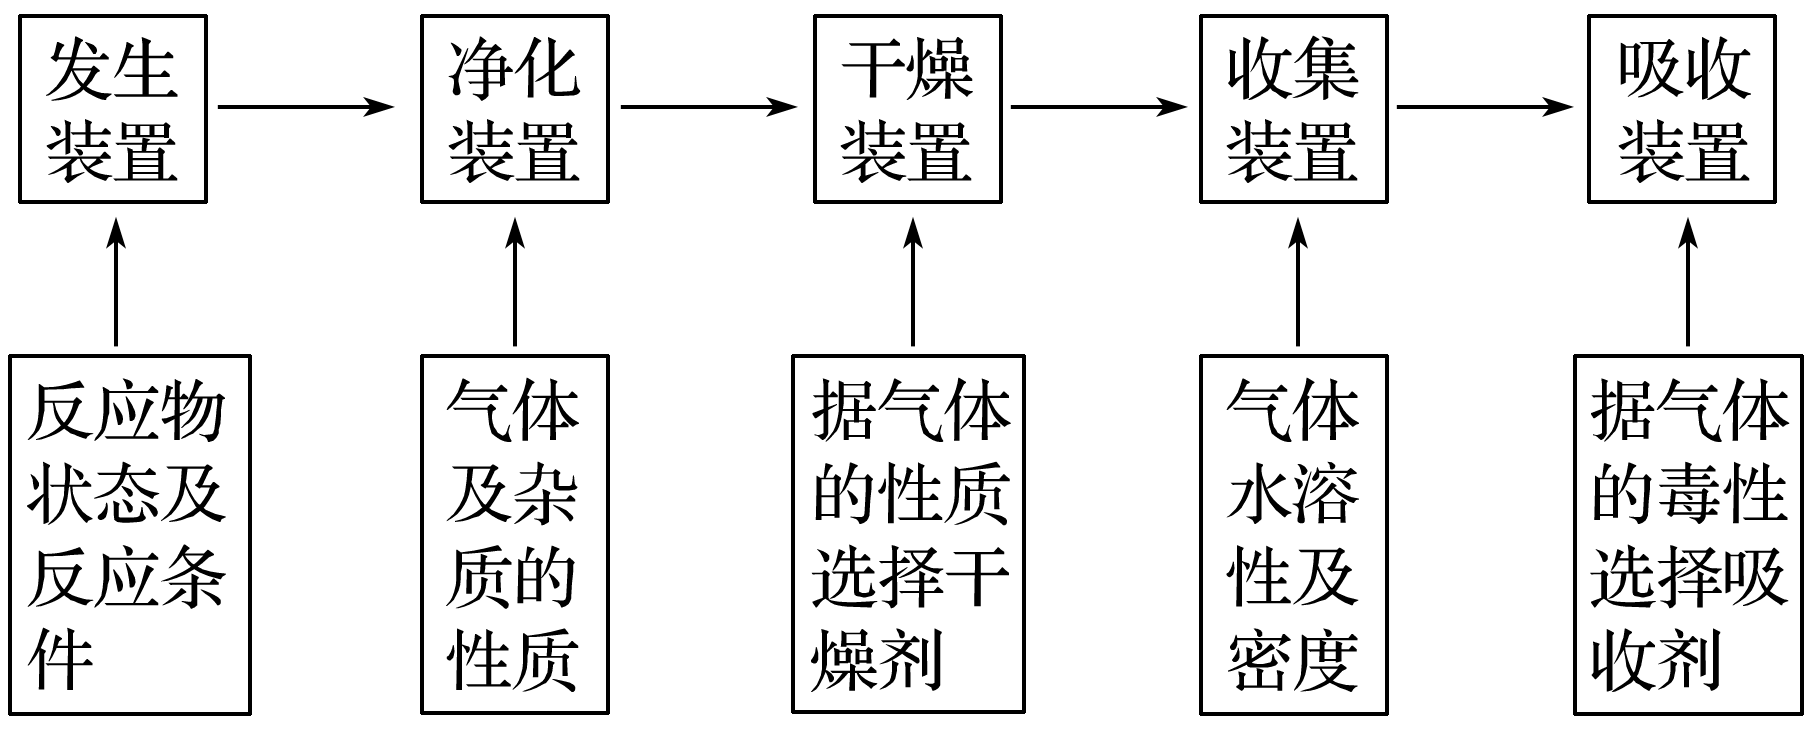 发生
装置
净化
装置
干燥
装置
收集
装置
吸收
装置
反应物
状态及
反应条
件
气体
及杂
质的
性质
据气体
的性质
选择干
燥剂
气体
水溶
性及
密度
据气体
的毒性
选择吸
收剂